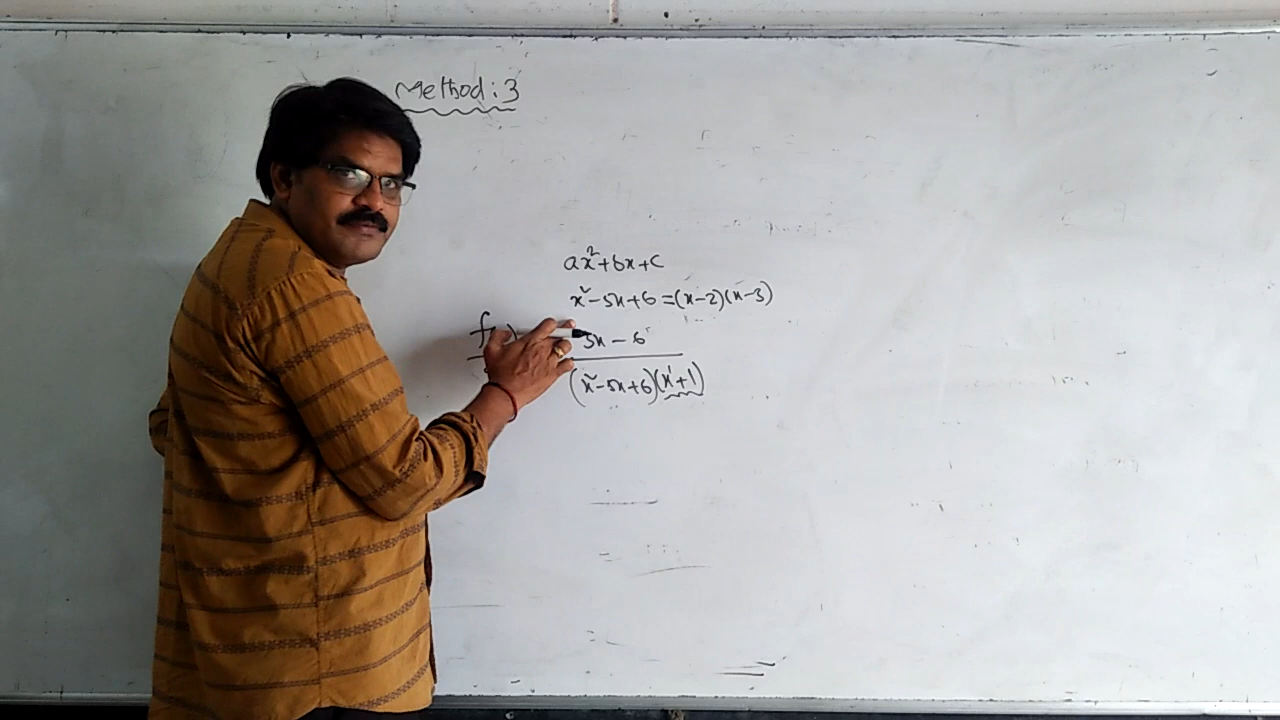 Method: 3
ax²+bx+c
x²-5x+6=(x-2)(x-3)
5x-6
(x²-5x+6)(x'+1)